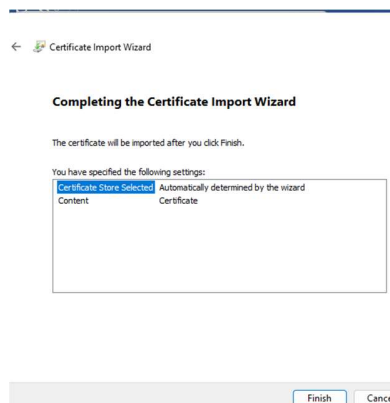 Certificate Import Wizard
Completing the Certificate Import Wizard
The certificate will be imported after you click Finish.
You have specified the following settings:
Certificate Store Selected Automatically determined by the wizard
Content Certificate
Finish Cance